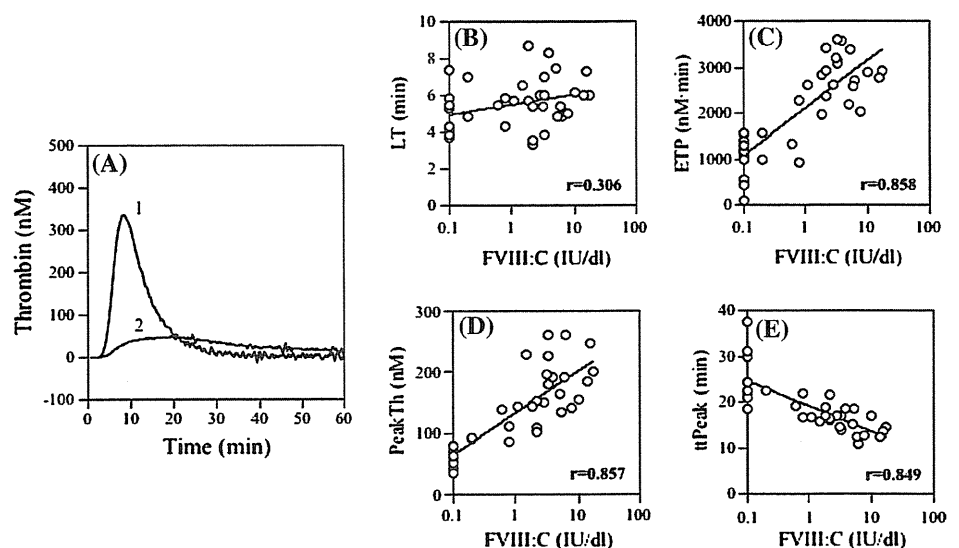 (A)
500
400
300
200
100
0
-100
Thrombin (nM)
1
2
0 10 20 30 40 50 60
Time (min)
(B)
10
8
6
4
2
0
LT (min)
r=0.306
0.1 1 10 100
FVIII:C (IU/dl)
(C)
4000
3000
2000
1000
0
ETP (nM·min)
r=0.858
0.1 1 10 100
FVIII:C (IU/dl)
(D)
300
200
100
0
PeakTh (nM)
r=0.857
0.1 1 10 100
FVIII:C (IU/dl)
(E)
40
30
20
10
0
ttPeak (min)
r=0.849
0.1 1 10 100
FVIII:C (IU/dl)